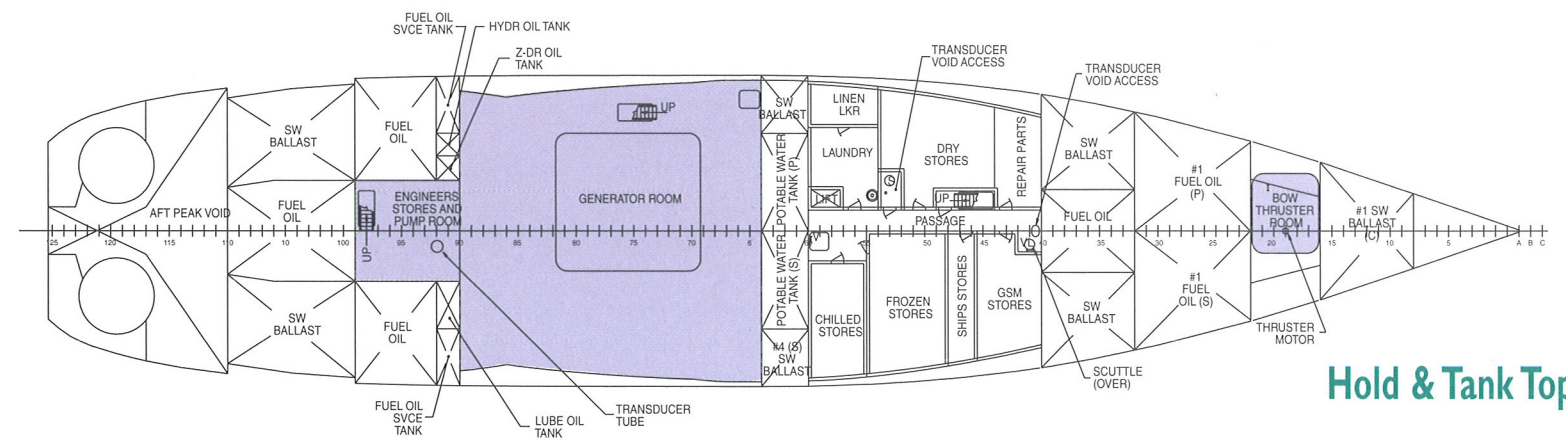 FUEL OIL
SVCE TANK
HYDR OIL TANK
Z-DR OIL
TANK
TRANSDUCER
VOID ACCESS
TRANSDUCER
VOID ACCESS
SW
BALLAST
FUEL
OIL
UP
SW
BALLAST
LINEN
LKR
LAUNDRY
DRY
STORES
REPAIR PARTS
SW
BALLAST
#1
FUEL OIL
(P)
LIFT
UP
AFT PEAK VOID
FUEL
OIL
ENGINEERS
STORES AND
PUMP ROOM
GENERATOR ROOM
POTABLE WATER
TANK (P)
PASSAGE
FUEL OIL
BOW
THRUSTER
ROOM
#1 SW
BALLAST
(C)
125 120 115 10 100 95 90 85 80 75 70 6 60 50 45 40 35 25 20 15 10 5 A B C
UP
V
VD
POTABLE WATER
TANK (S)
SW
BALLAST
FUEL
OIL
CHILLED
STORES
FROZEN
STORES
SHIPS STORES
GSM
STORES
SW
BALLAST
#1
FUEL
OIL (S)
#4 (S)
SW
BALLAST
THRUSTER
MOTOR
SCUTTLE
(OVER)
FUEL OIL
SVCE
TANK
LUBE OIL
TANK
TRANSDUCER
TUBE
Hold & Tank Top